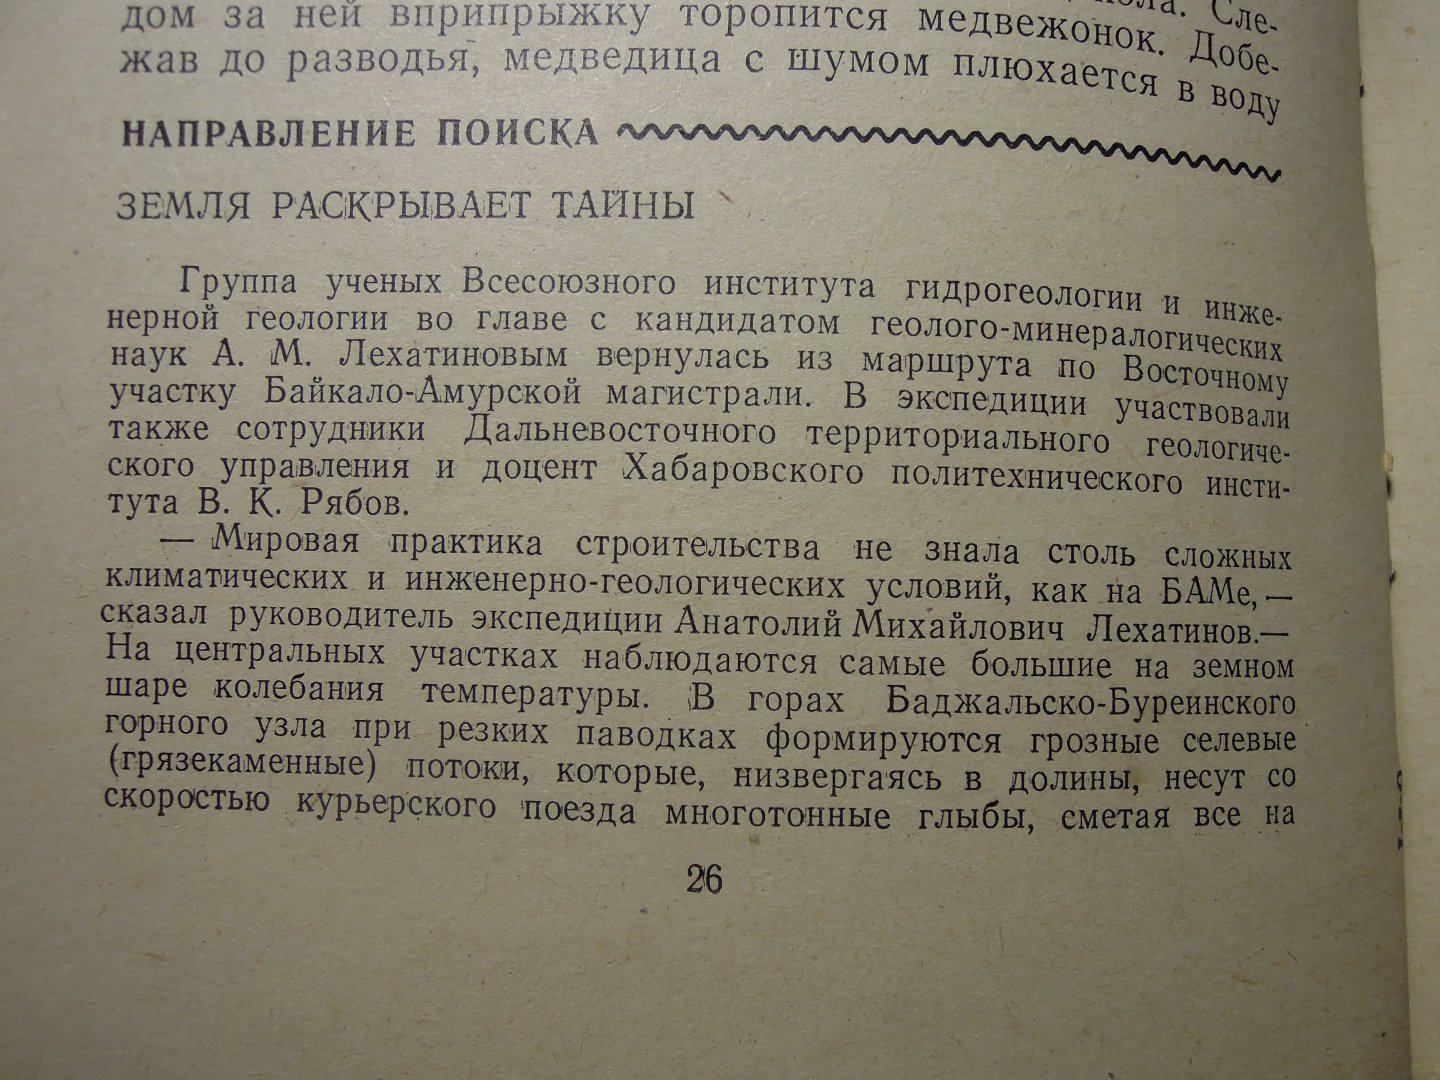 Сле-
дом за ней вприпрыжку торопится медвежонок. Добе-
жав до разводья, медведица с шумом плюхается в воду
НАПРАВЛЕНИЕ ПОИСКА
ЗЕМЛЯ РАСКРЫВАЕТ ТАЙНЫ
Группа ученых Всесоюзного института гидрогеологии и инже-
нерной геологии во главе с кандидатом геолого-минералогических
наук А. М. Лехатиновым вернулась из маршрута по Восточному
участку Байкало-Амурской магистрали. В экспедиции участвовали
также сотрудники Дальневосточного территориального геологиче-
ского управления и доцент Хабаровского политехнического инсти-
тута В. К. Рябов.
— Мировая практика строительства не знала столь сложных
климатических и инженерно-геологических условий, как на БАМе,—
сказал руководитель экспедиции Анатолий Михайлович Лехатинов.—
На центральных участках наблюдаются самые большие на земном
шаре колебания температуры. В горах Баджальско-Буреинского
горного узла при резких паводках формируются грозные селевые
(грязекаменные) потоки, которые, низвергаясь в долины, несут со
скоростью курьерского поезда многотонные глыбы, сметая все на
26